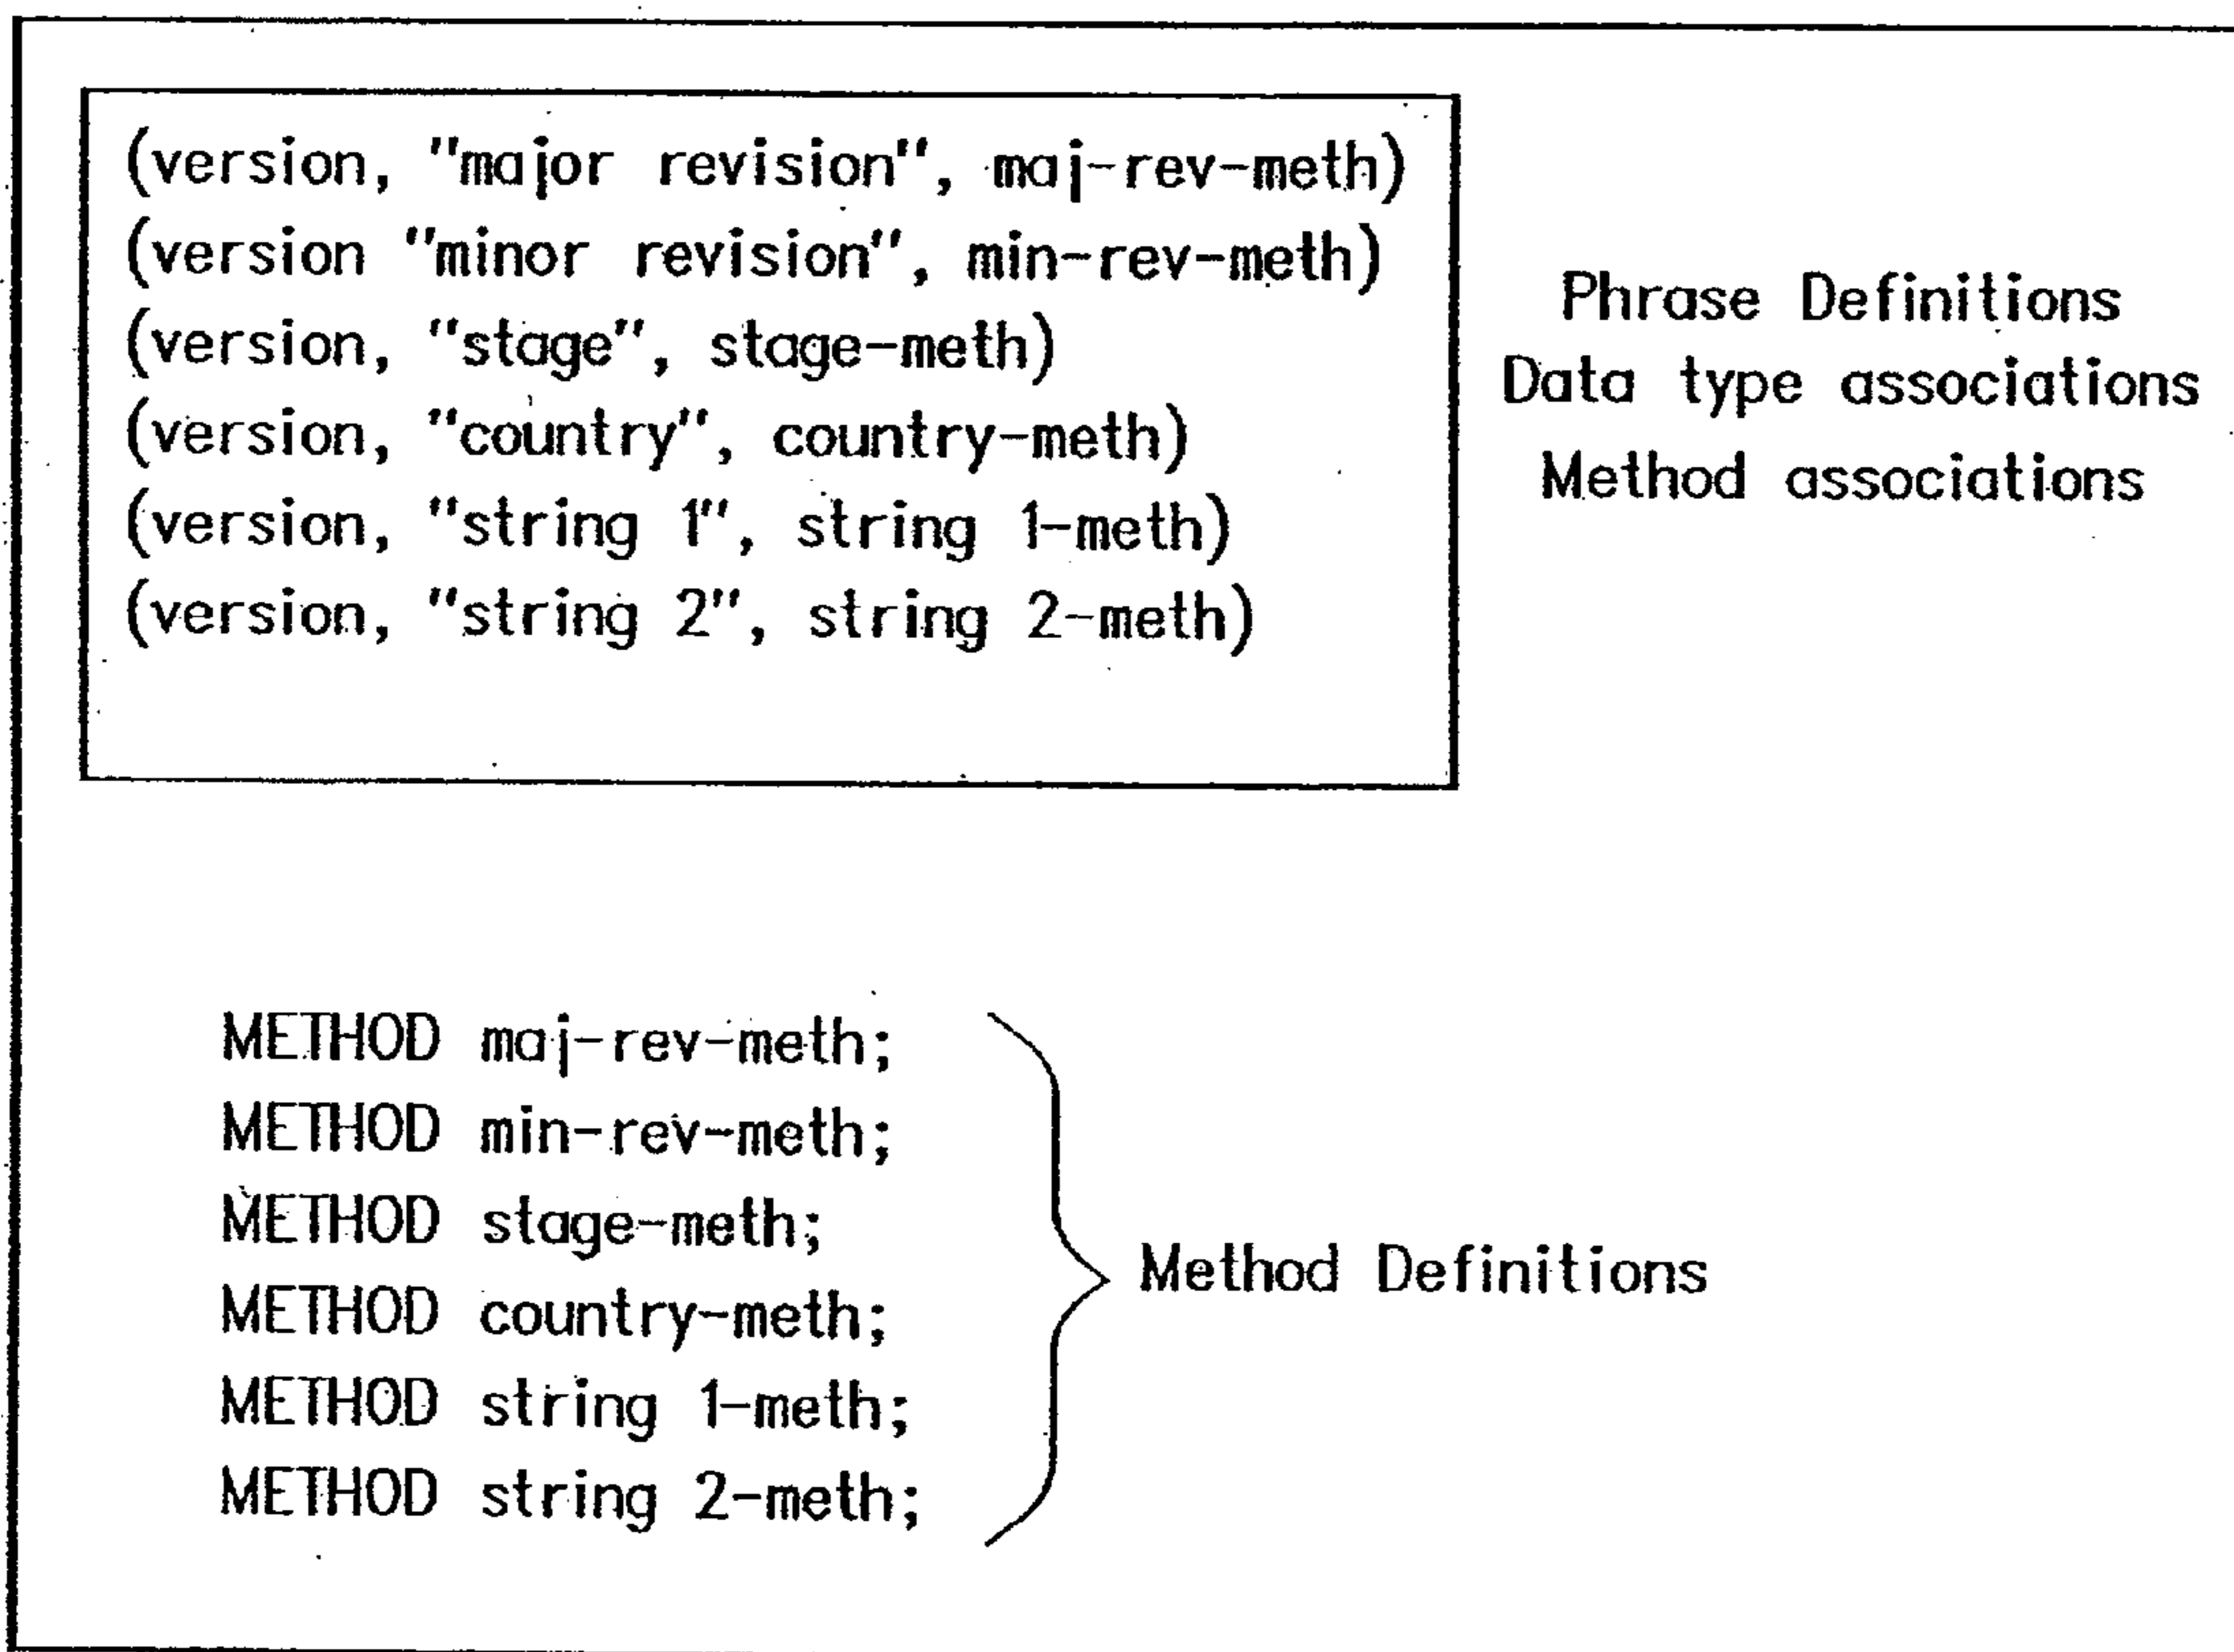 (version, "major revision", maj-rev-meth)
(version "minor revision", min-rev-meth)
(version, "stage", stage-meth)
(version, "country", country-meth)
(version, "string 1", string 1-meth)
(version, "string 2", string 2-meth)
Phrase Definitions
Data type associations
Method associations
METHOD maj-rev-meth;
METHOD min-rev-meth;
METHOD stage-meth;
METHOD country-meth;
METHOD string 1-meth;
METHOD string 2-meth;
Method Definitions